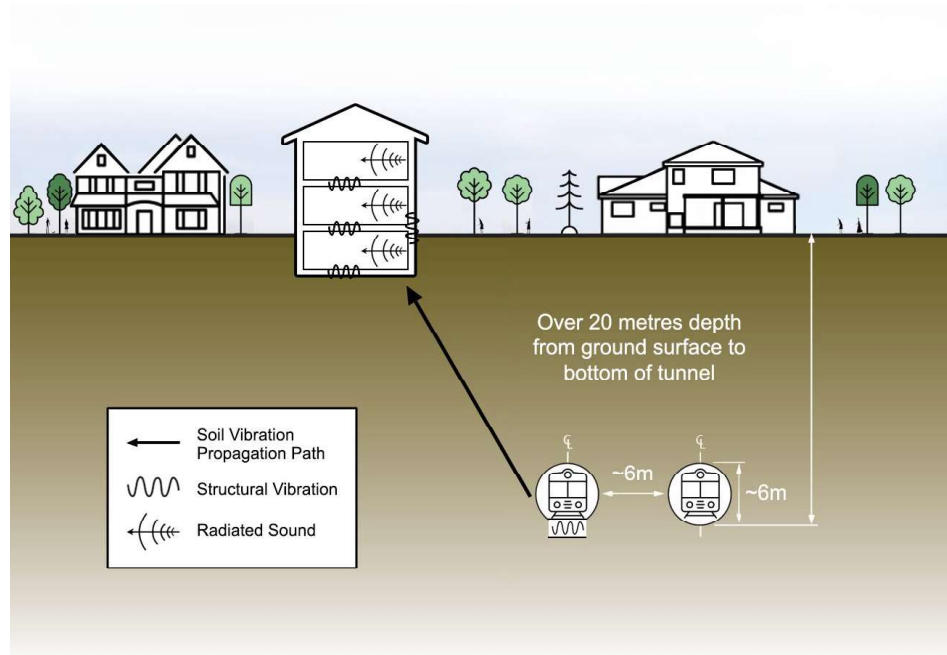 Over 20 metres depth
from ground surface to
bottom of tunnel
℄
℄
~6m
~6m
Soil Vibration
Propagation Path
Structural Vibration
Radiated Sound